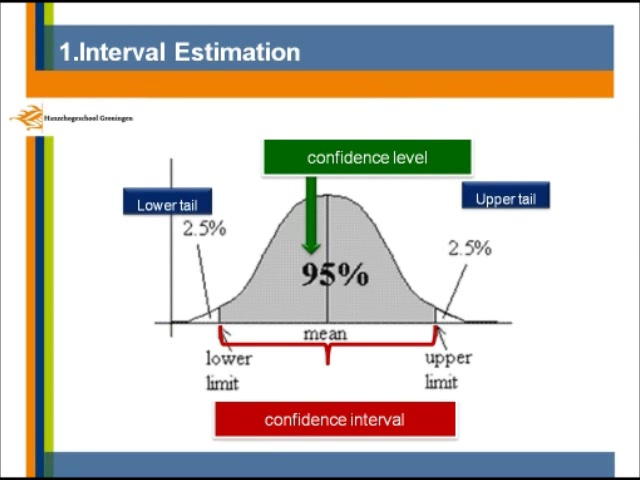 1.Interval Estimation
Hanzehogeschool Groningen
confidence level
Lower tail
Upper tail
2.5%
2.5%
95%
mean
lower
limit
upper
limit
confidence interval